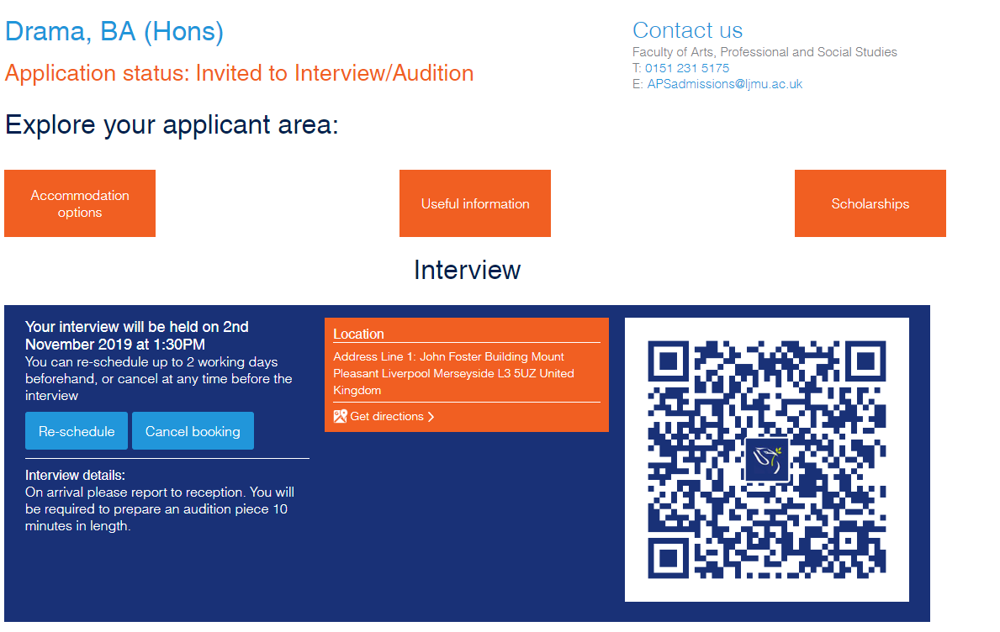 Drama, BA (Hons)
Application status: Invited to Interview/Audition
Contact us
Faculty of Arts, Professional and Social Studies
T: 0151 231 5175
E: APSadmissions@ljmu.ac.uk
Explore your applicant area:
Accommodation
options
Useful information
Scholarships
Interview
Your interview will be held on 2nd
November 2019 at 1:30PM
You can re-schedule up to 2 working days
beforehand, or cancel at any time before the
interview
Re-schedule
Cancel booking
Interview details:
On arrival please report to reception. You will
be required to prepare an audition piece 10
minutes in length.
Location
Address Line 1: John Foster Building Mount
Pleasant Liverpool Merseyside L3 5UZ United
Kingdom
Get directions